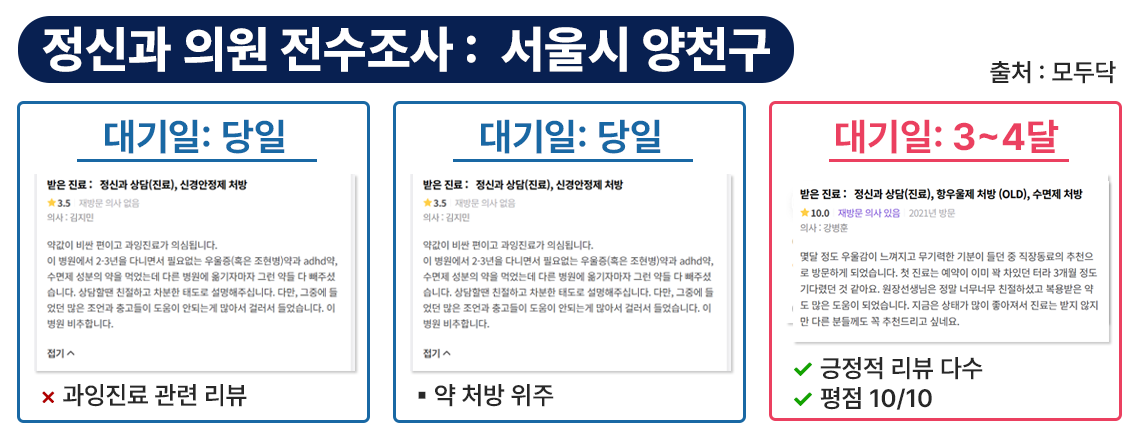 정신과 의원 전수조사 : 서울시 양천구
출처 : 모두닥
대기일: 당일
받은 진료 : 정신과 상담(진료), 신경안정제 처방
★ 3.5 재방문 의사 없음
의사 : 김지민
약값이 비싼 편이고 과잉진료가 의심됩니다.
이 병원에서 2-3년을 다니면서 필요없는 우울증(혹은 조현병)약과 adhd약,
수면제 성분의 약을 먹었는데 다른 병원에 옮기자마자 그런 약들 다 빼주셨
습니다. 상담할땐 친절하고 차분한 태도로 설명해주십니다. 다만, 그중에 들
었던 많은 조언과 충고들이 도움이 안되는게 많아서 걸러서 들었습니다. 이
병원 비추합니다.
접기
× 과잉진료 관련 리뷰
대기일: 당일
받은 진료 : 정신과 상담(진료), 신경안정제 처방
★ 3.5 재방문 의사 없음
의사 : 김지민
약값이 비싼 편이고 과잉진료가 의심됩니다.
이 병원에서 2-3년을 다니면서 필요없는 우울증(혹은 조현병)약과 adhd약,
수면제 성분의 약을 먹었는데 다른 병원에 옮기자마자 그런 약들 다 빼주셨
습니다. 상담할땐 친절하고 차분한 태도로 설명해주십니다. 다만, 그중에 들
었던 많은 조언과 충고들이 도움이 안되는게 많아서 걸러서 들었습니다. 이
병원 비추합니다.
접기
▪ 약 처방 위주
대기일: 3~4달
받은 진료 : 정신과 상담(진료), 항우울제 처방 (OLD), 수면제 처방
★ 10.0 재방문 의사 있음 2021년 방문
의사 : 강병훈
몇달 정도 우울감이 느껴지고 무기력한 기분이 들던 중 직장동료의 추천으
로 방문하게 되었습니다. 첫 진료는 예약이 이미 꽉 차있던 터라 3개월 정도
기다렸던 것 같아요. 원장선생님은 정말 너무너무 친절하셨고 복용받은 약
도 많은 도움이 되었습니다. 지금은 상태가 많이 좋아져서 진료는 받지 않지
만 다른 분들께도 꼭 추천드리고 싶네요.
✓ 긍정적 리뷰 다수
✓ 평점 10/10